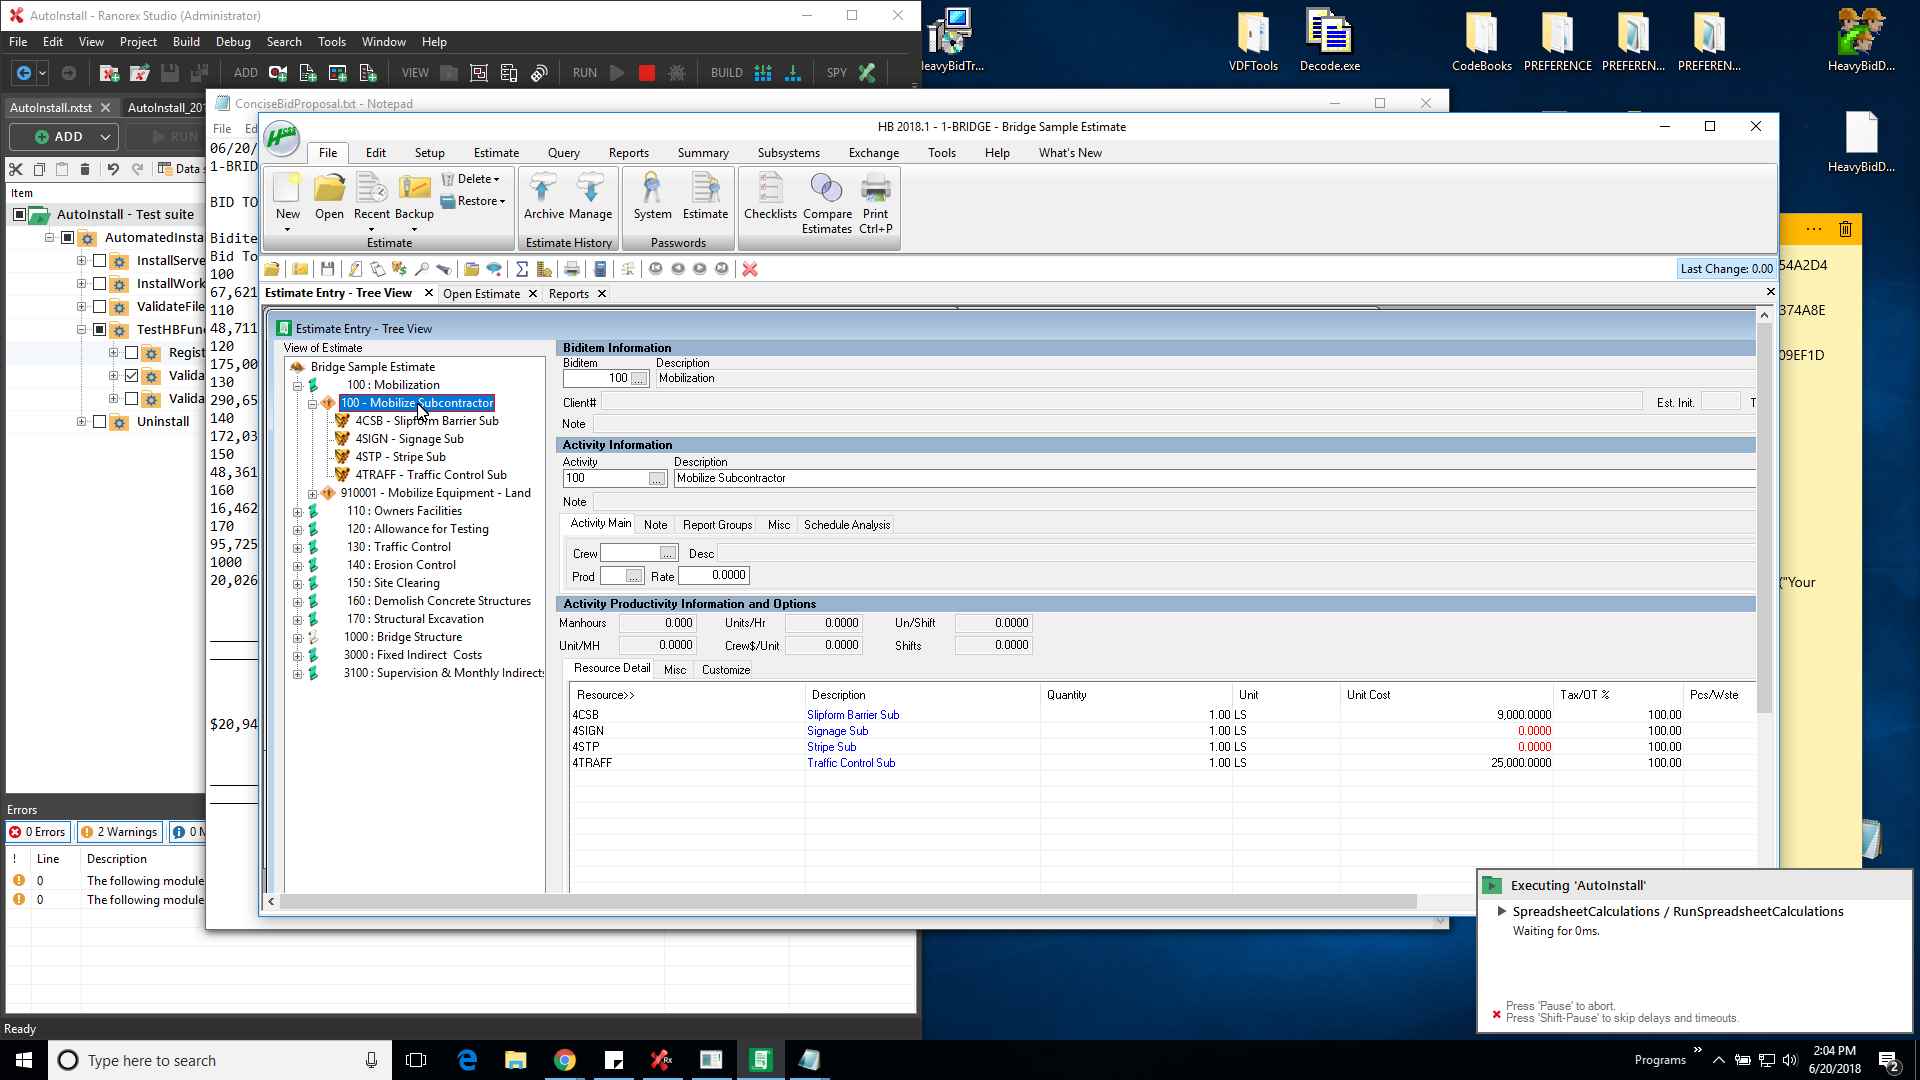 AutoInstall - Ranorex Studio (Administrator)
File Edit View Project Build Debug Search Tools Window Help
ADD VIEW RUN BUILD SPY
AutoInstall.rxtst
ADD RUN
Item
AutoInstall - Test suite
Uninstall
Errors
0 Errors 2 Warnings
! Line Description
0 The following module
0 The following module
Ready
ConciseBidProposal.txt - Notepad
File
06/20/
1-BRID
BID TO
Bidite
Bid To
100
67,621
110
48,711
120
175,00
130
290,65
140
172,03
150
48,361
160
16,462
170
95,725
1000
20,026
$20,94
HB 2018.1 - 1-BRIDGE - Bridge Sample Estimate
File Edit Setup Estimate Query Reports Summary Subsystems Exchange Tools Help What's New
New Open Recent Backup Delete Restore
Estimate
Archive Manage
Estimate History
System Estimate
Passwords
Checklists Compare Estimates Print Ctrl+P
Last Change: 0.00
Estimate Entry - Tree View Open Estimate Reports
Estimate Entry - Tree View
View of Estimate
Bridge Sample Estimate
100 : Mobilization
100 - Mobilize Subcontractor
4CSB - Slipform Barrier Sub
4SIGN - Signage Sub
4STP - Stripe Sub
4TRAFF - Traffic Control Sub
910001 - Mobilize Equipment - Land
110 : Owners Facilities
120 : Allowance for Testing
130 : Traffic Control
140 : Erosion Control
150 : Site Clearing
160 : Demolish Concrete Structures
170 : Structural Excavation
1000 : Bridge Structure
3000 : Fixed Indirect Costs
3100 : Supervision & Monthly Indirect
Biditem Information
Biditem Description
100 ... Mobilization
Client# Est. Init. T
Note
Activity Information
Activity Description
100 ... Mobilize Subcontractor
Note
Activity Main Note Report Groups Misc Schedule Analysis
Crew ... Desc
Prod ... Rate 0.0000
Activity Productivity Information and Options
Manhours 0.000 Units/Hr 0.0000 Un/Shift 0.0000
Unit/MH 0.0000 Crew$/Unit 0.0000 Shifts 0.0000
Resource Detail Misc Customize
Resource>> Description Quantity Unit Unit Cost Tax/OT % Pcs/Wste
4CSB Slipform Barrier Sub 1.00 LS 9,000.0000 100.00
4SIGN Signage Sub 1.00 LS 0.0000 100.00
4STP Stripe Sub 1.00 LS 0.0000 100.00
4TRAFF Traffic Control Sub 1.00 LS 25,000.0000 100.00
VDFTools
Decode.exe
CodeBooks
PREFERENCE
PREFEREN...
PREFEREN...
HeavyBidD...
HeavyBidD...
54A2D4
374A8E
09EF1D
("Your
Executing 'AutoInstall'
SpreadsheetCalculations / RunSpreadsheetCalculations
Waiting for 0ms.
Press 'Pause' to abort.
Press 'Shift-Pause' to skip delays and timeouts.
Type here to search
Programs
2:04 PM
6/20/2018
2